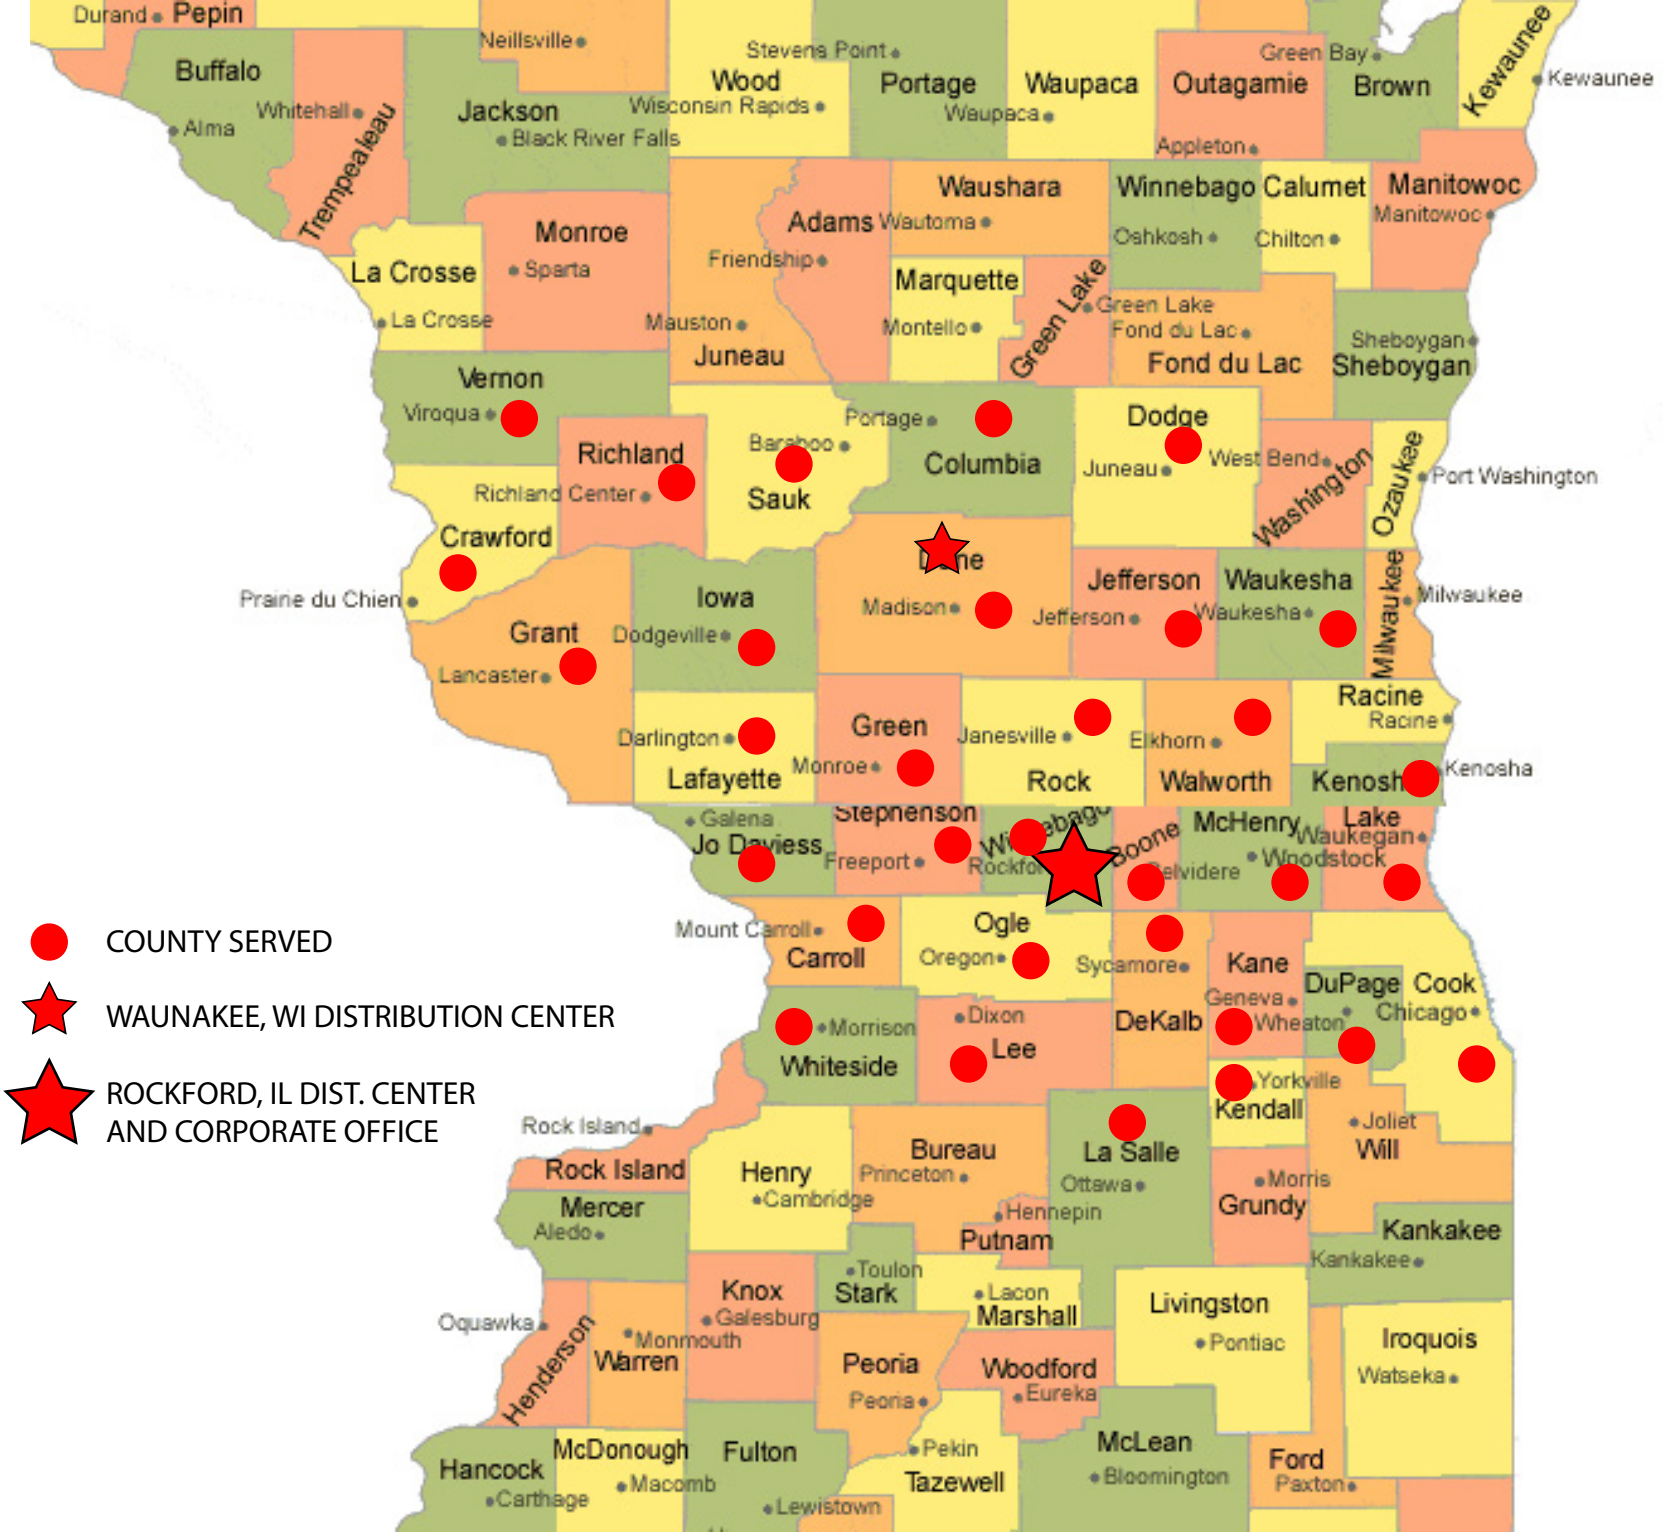 Durand
Pepin
Neillsville
Stevens Point
Green Bay
Kewaunee
Kewaunee
Buffalo
Wood
Portage
Waupaca
Outagamie
Brown
Whitehall
Jackson
Wisconsin Rapids
Waupaca
Alma
Trempealeau
Black River Falls
Appleton
Waushara
Winnebago
Calumet
Manitowoc
Monroe
Adams
Wautoma
Manitowoc
Oshkosh
Chilton
La Crosse
Sparta
Friendship
Marquette
Green Lake
Green Lake
La Crosse
Mauston
Montello
Fond du Lac
Sheboygan
Juneau
Fond du Lac
Sheboygan
Vernon
Viroqua
Portage
Dodge
Richland
Baraboo
Columbia
Juneau
West Bend
Washington
Ozaukee
Port Washington
Richland Center
Sauk
Crawford
Dane
Jefferson
Waukesha
Milwaukee
Milwaukee
Prairie du Chien
Iowa
Madison
Jefferson
Waukesha
Grant
Dodgeville
Lancaster
Racine
Racine
Green
Janesville
Elkhorn
Darlington
Lafayette
Monroe
Rock
Walworth
Kenosh
Kenosha
Galena
Stephenson
Winnebago
Boone
McHenry
Lake
Waukegan
Jo Daviess
Freeport
Rockfor
elvidere
Woodstock
Mount Carroll
Carroll
Ogle
Oregon
Sycamore
Kane
DuPage
Cook
Geneva
Wheaton
Chicago
COUNTY SERVED
WAUNAKEE, WI DISTRIBUTION CENTER
ROCKFORD, IL DIST. CENTER
AND CORPORATE OFFICE
Morrison
Dixon
DeKalb
Whiteside
Lee
Yorkville
Kendall
Joliet
Will
Rock Island
Rock Island
Henry
Cambridge
Bureau
Princeton
La Salle
Ottawa
Morris
Grundy
Mercer
Aledo
Hennepin
Putnam
Kankakee
Kankakee
Knox
Galesburg
Toulon
Stark
Lacon
Marshall
Livingston
Pontiac
Iroquois
Watseka
Oquawka
Henderson
Monmouth
Warren
Peoria
Peoria
Woodford
Eureka
McDonough
Macomb
Fulton
Lewistown
Pekin
Tazewell
McLean
Bloomington
Ford
Paxton
Hancock
Carthage